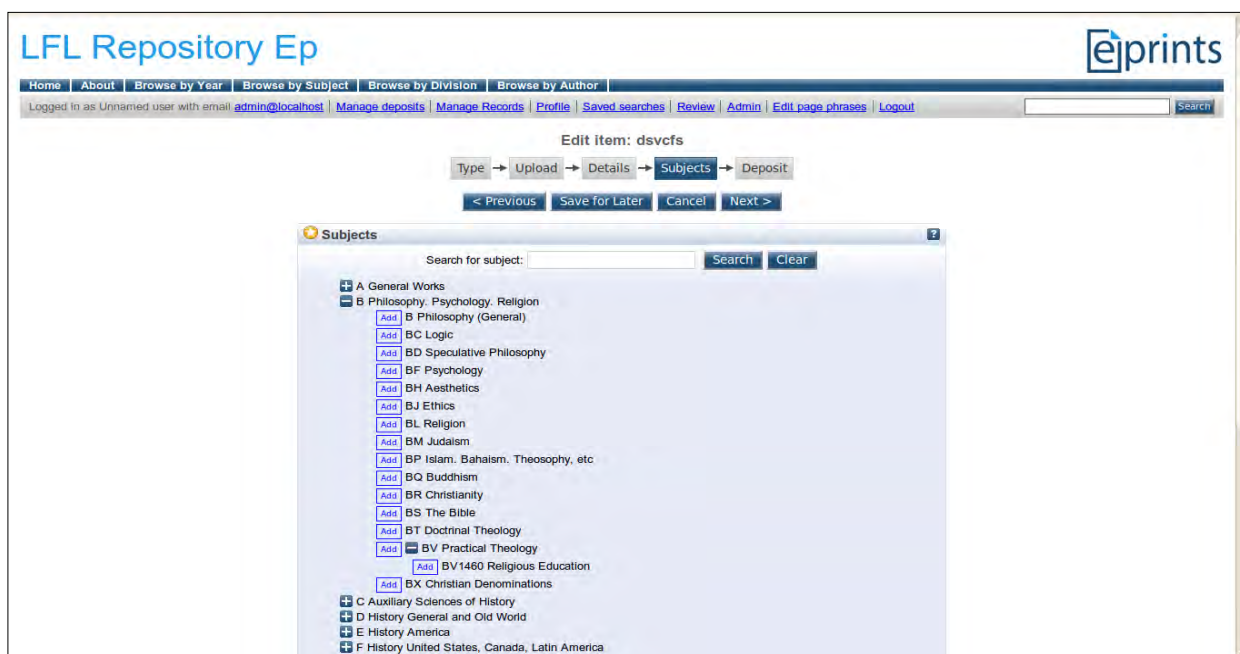 LFL Repository Ep
eprints
Home About Browse by Year Browse by Subject Browse by Division Browse by Author
Logged in as Unnamed user with email admin@localhost | Manage deposits | Manage Records | Profile | Saved searches | Review | Admin | Edit page phrases | Logout Search
Edit item: dsvcfs
Type → Upload → Details → Subjects → Deposit
< Previous Save for Later Cancel Next >
Subjects ?
Search for subject: Search Clear
A General Works
B Philosophy. Psychology. Religion
Add B Philosophy (General)
Add BC Logic
Add BD Speculative Philosophy
Add BF Psychology
Add BH Aesthetics
Add BJ Ethics
Add BL Religion
Add BM Judaism
Add BP Islam. Bahaism. Theosophy, etc
Add BQ Buddhism
Add BR Christianity
Add BS The Bible
Add BT Doctrinal Theology
Add BV Practical Theology
Add BV1460 Religious Education
Add BX Christian Denominations
C Auxiliary Sciences of History
D History General and Old World
E History America
F History United States, Canada, Latin America